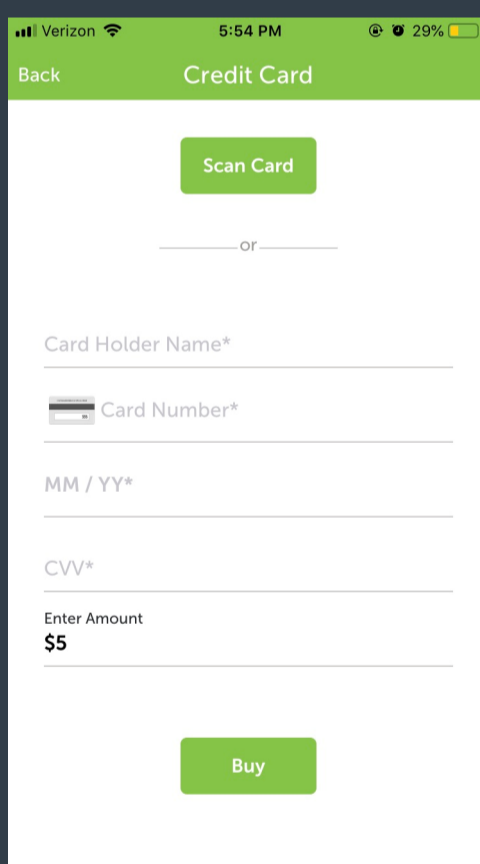 Verizon 5:54 PM 29%
Back Credit Card
Scan Card
or
Card Holder Name*
Card Number*
MM / YY*
CVV*
Enter Amount
$5
Buy